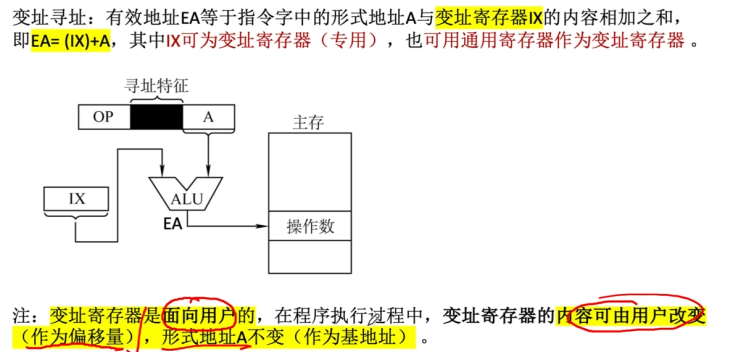 变址寻址：有效地址EA等于指令字中的形式地址A与变址寄存器IX的内容相加之和，
即EA= (IX)+A，其中IX可为变址寄存器（专用），也可用通用寄存器作为变址寄存器 。
寻址特征
OP
A
主存
IX
ALU
EA
操作数
注：变址寄存器是面向用户的，在程序执行过程中，变址寄存器的内容可由用户改变
（作为偏移量），形式地址A不变（作为基地址） 。